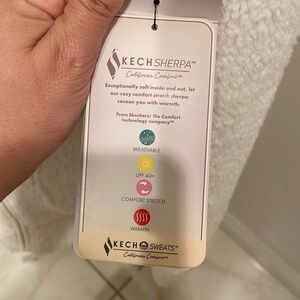 SKECHSHERPA™
California Comfort™
Exceptionally soft inside and out, let
our cozy comfort stretch sherpa
cocoon you with warmth.
From Skechers: The Comfort
technology company™
BREATHABLE
UPF 40+
COMFORT STRETCH
WARMTH
SKECH SWEATS™
California Comfort™